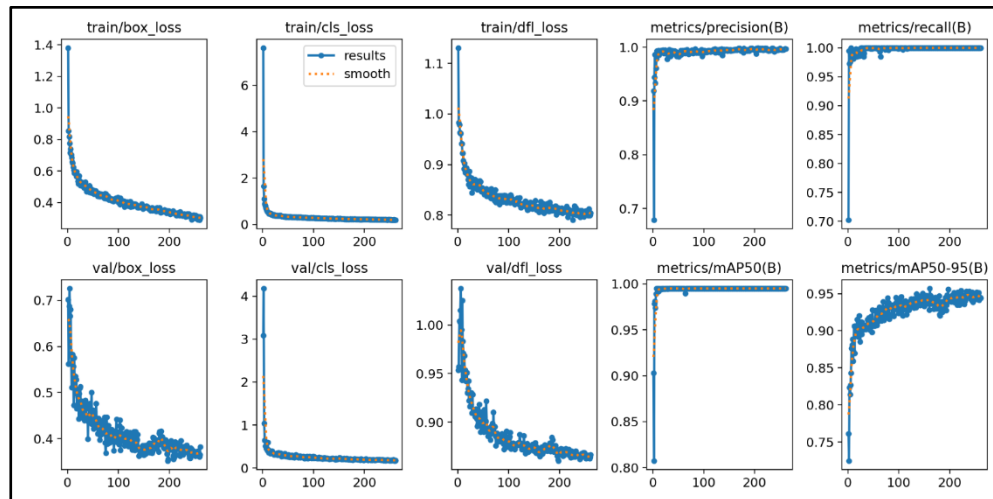 train/box_loss
train/cls_loss
train/dfl_loss
metrics/precision(B)
metrics/recall(B)
1.4
1.2
1.0
0.8
0.6
0.4
0 100 200
results
smooth
6
4
2
0
0 100 200
1.1
1.0
0.9
0.8
0 100 200
1.0
0.9
0.8
0.7
0 100 200
1.00
0.95
0.90
0.85
0.80
0.75
0.70
0 100 200
val/box_loss
val/cls_loss
val/dfl_loss
metrics/mAP50(B)
metrics/mAP50-95(B)
0.7
0.6
0.5
0.4
0 100 200
4
3
2
1
0
0 100 200
1.00
0.95
0.90
0 100 200
1.00
0.95
0.90
0.85
0.80
0 100 200
0.95
0.90
0.85
0.80
0.75
0 100 200